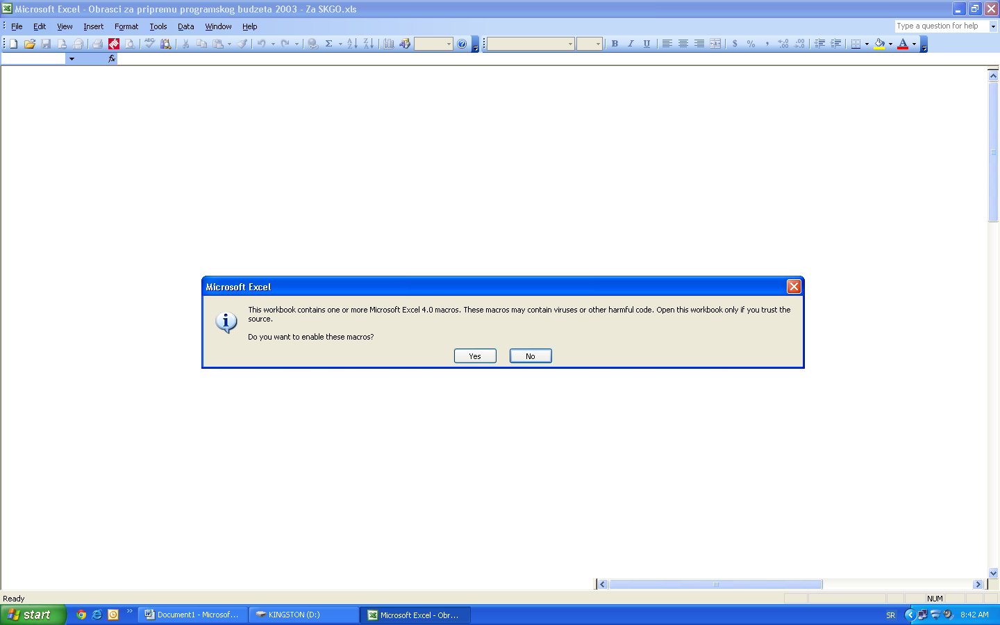 Microsoft Excel - Obrasci za pripremu programskog budzeta 2003 - Za SKGO.xls
File Edit View Insert Format Tools Data Window Help
Type a question for help
Microsoft Excel
This workbook contains one or more Microsoft Excel 4.0 macros. These macros may contain viruses or other harmful code. Open this workbook only if you trust the
source.
Do you want to enable these macros?
Yes No
Ready
NUM
start
Document1 - Microsof...
KINGSTON (D:)
Microsoft Excel - Obr...
SR
8:42 AM